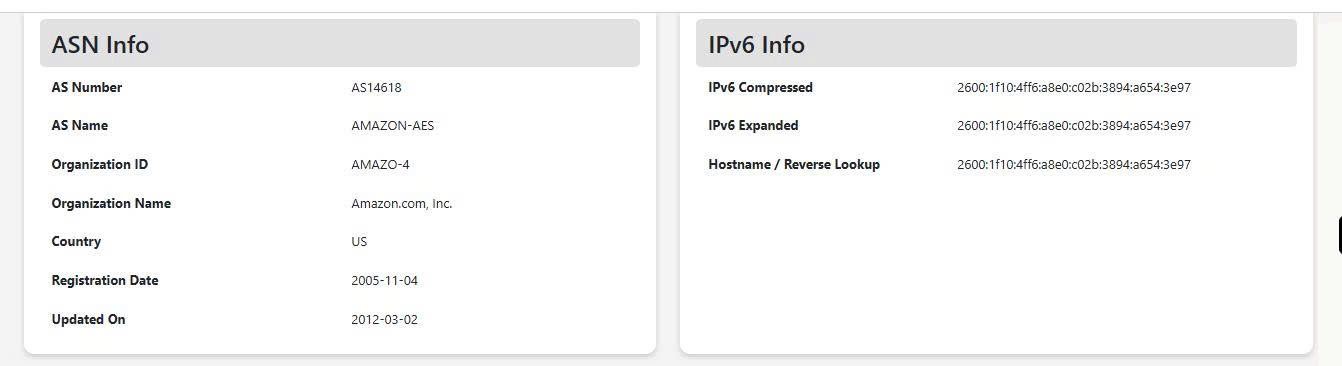 ASN Info
AS Number AS14618
AS Name AMAZON-AES
Organization ID AMAZO-4
Organization Name Amazon.com, Inc.
Country US
Registration Date 2005-11-04
Updated On 2012-03-02
IPv6 Info
IPv6 Compressed 2600:1f10:4ff6:a8e0:c02b:3894:a654:3e97
IPv6 Expanded 2600:1f10:4ff6:a8e0:c02b:3894:a654:3e97
Hostname / Reverse Lookup 2600:1f10:4ff6:a8e0:c02b:3894:a654:3e97